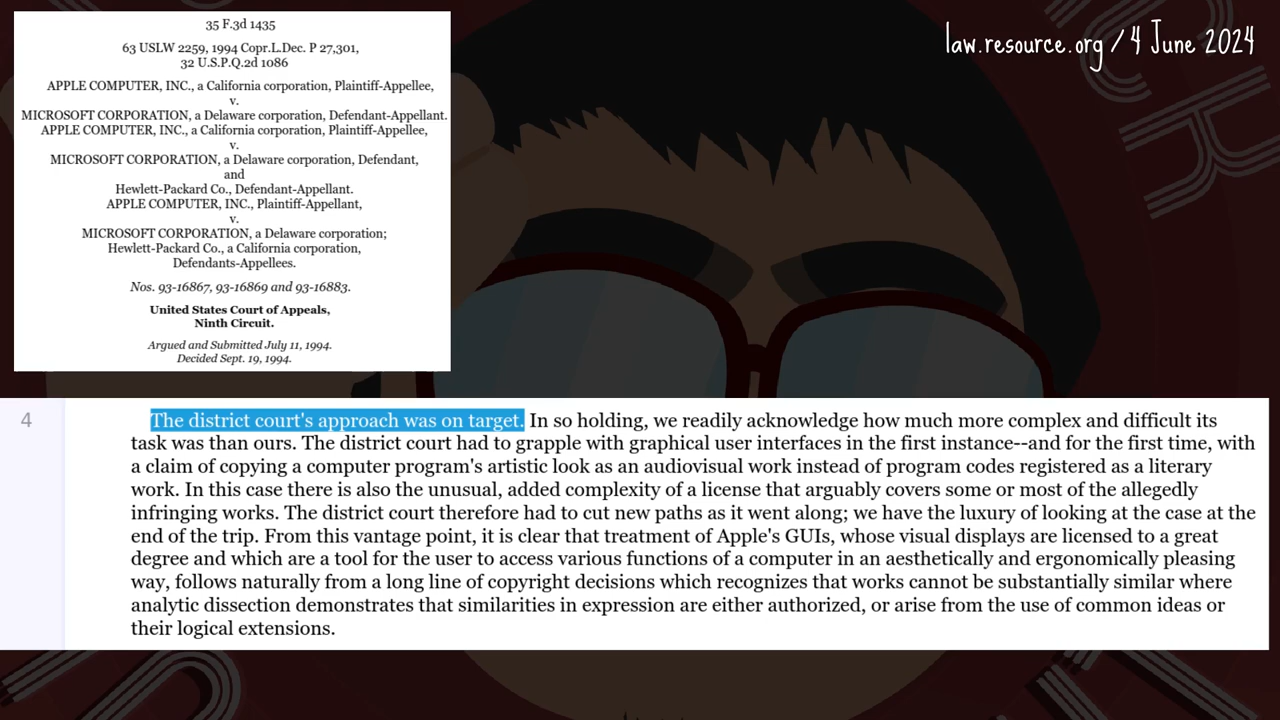 35 F.3d 1435
63 USLW 2259, 1994 Copr.L.Dec. P 27,301,
32 U.S.P.Q.2d 1086
APPLE COMPUTER, INC., a California corporation, Plaintiff-Appellee,
v.
MICROSOFT CORPORATION, a Delaware corporation, Defendant-Appellant.
APPLE COMPUTER, INC., a California corporation, Plaintiff-Appellee,
v.
MICROSOFT CORPORATION, a Delaware corporation, Defendant,
and
Hewlett-Packard Co., Defendant-Appellant.
APPLE COMPUTER, INC., Plaintiff-Appellant,
v.
MICROSOFT CORPORATION, a Delaware corporation;
Hewlett-Packard Co., a California corporation,
Defendants-Appellees.
Nos. 93-16867, 93-16869 and 93-16883.
United States Court of Appeals,
Ninth Circuit.
Argued and Submitted July 11, 1994.
Decided Sept. 19, 1994.
law.resource.org / 4 June 2024
4
The district court's approach was on target. In so holding, we readily acknowledge how much more complex and difficult its
task was than ours. The district court had to grapple with graphical user interfaces in the first instance--and for the first time, with
a claim of copying a computer program's artistic look as an audiovisual work instead of program codes registered as a literary
work. In this case there is also the unusual, added complexity of a license that arguably covers some or most of the allegedly
infringing works. The district court therefore had to cut new paths as it went along; we have the luxury of looking at the case at the
end of the trip. From this vantage point, it is clear that treatment of Apple's GUIs, whose visual displays are licensed to a great
degree and which are a tool for the user to access various functions of a computer in an aesthetically and ergonomically pleasing
way, follows naturally from a long line of copyright decisions which recognizes that works cannot be substantially similar where
analytic dissection demonstrates that similarities in expression are either authorized, or arise from the use of common ideas or
their logical extensions.